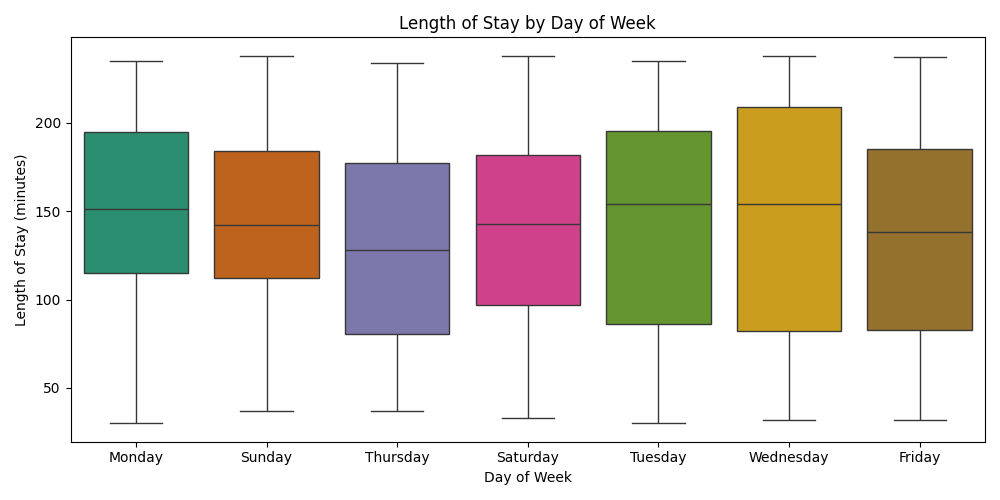 Length of Stay by Day of Week
Length of Stay (minutes)
200
150
100
50
Monday Sunday Thursday Saturday Tuesday Wednesday Friday
Day of Week